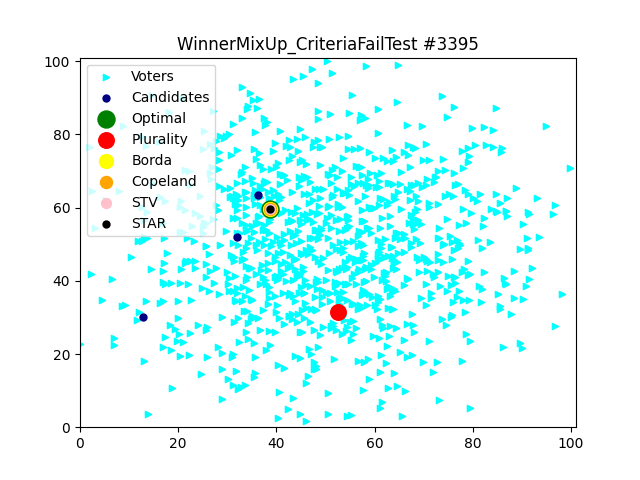 WinnerMixUp_CriteriaFailTest #3395
100
80
60
40
20
0
Voters
Candidates
Optimal
Plurality
Borda
Copeland
STV
STAR
0 20 40 60 80 100